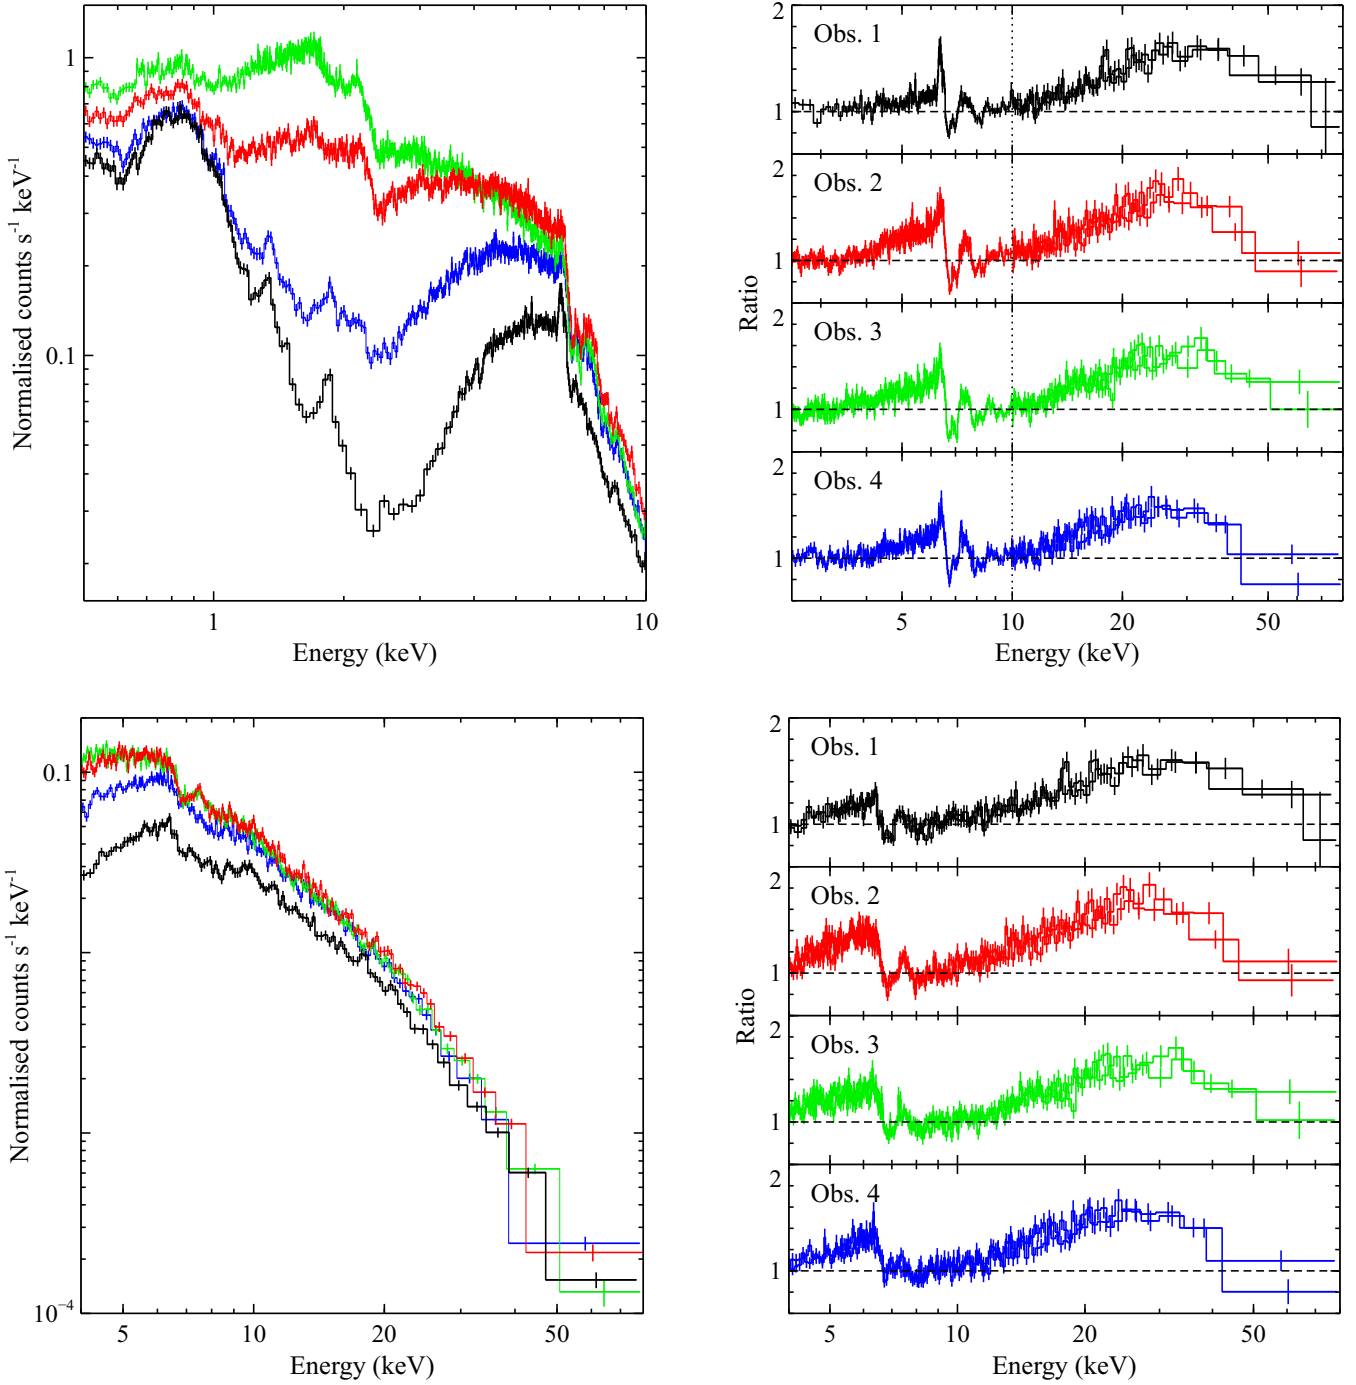 Normalised counts s⁻¹ keV⁻¹
1
0.1
1
10
Energy (keV)
Ratio
Obs. 1
2
1
Obs. 2
2
1
Obs. 3
2
1
Obs. 4
2
1
5
10
20
50
Energy (keV)
Normalised counts s⁻¹ keV⁻¹
0.1
10⁻⁴
5
10
20
50
Energy (keV)
Ratio
Obs. 1
2
1
Obs. 2
2
1
Obs. 3
2
1
Obs. 4
2
1
5
10
20
50
Energy (keV)